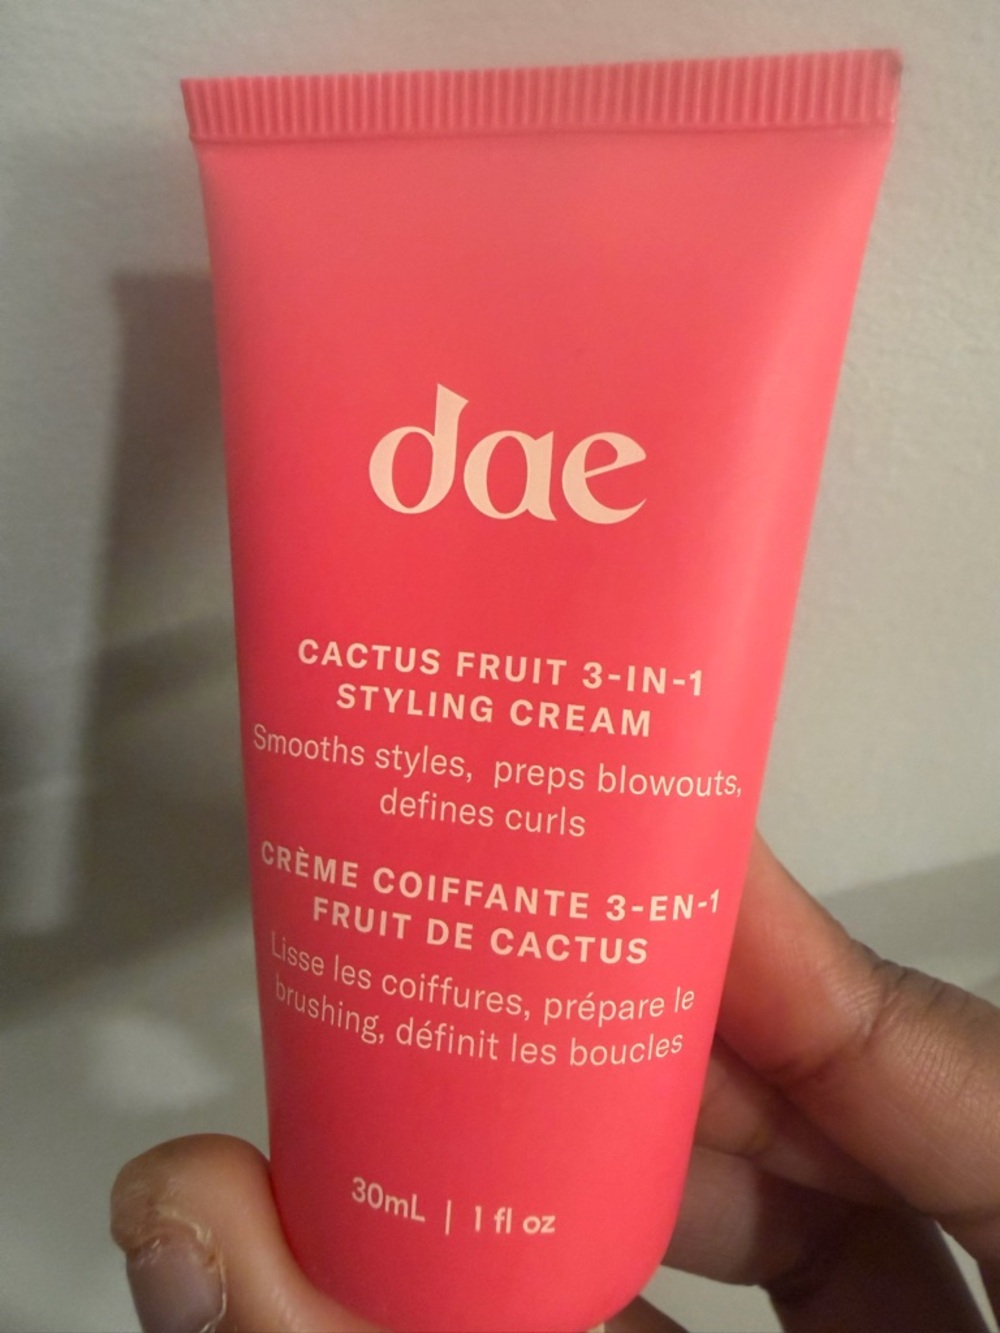 dae
CACTUS FRUIT 3-IN-1
STYLING CREAM
Smooths styles, preps blowouts,
defines curls
CRÈME COIFFANTE 3-EN-1
FRUIT DE CACTUS
Lisse les coiffures, prépare le
brushing, définit les boucles
30mL | 1 fl oz